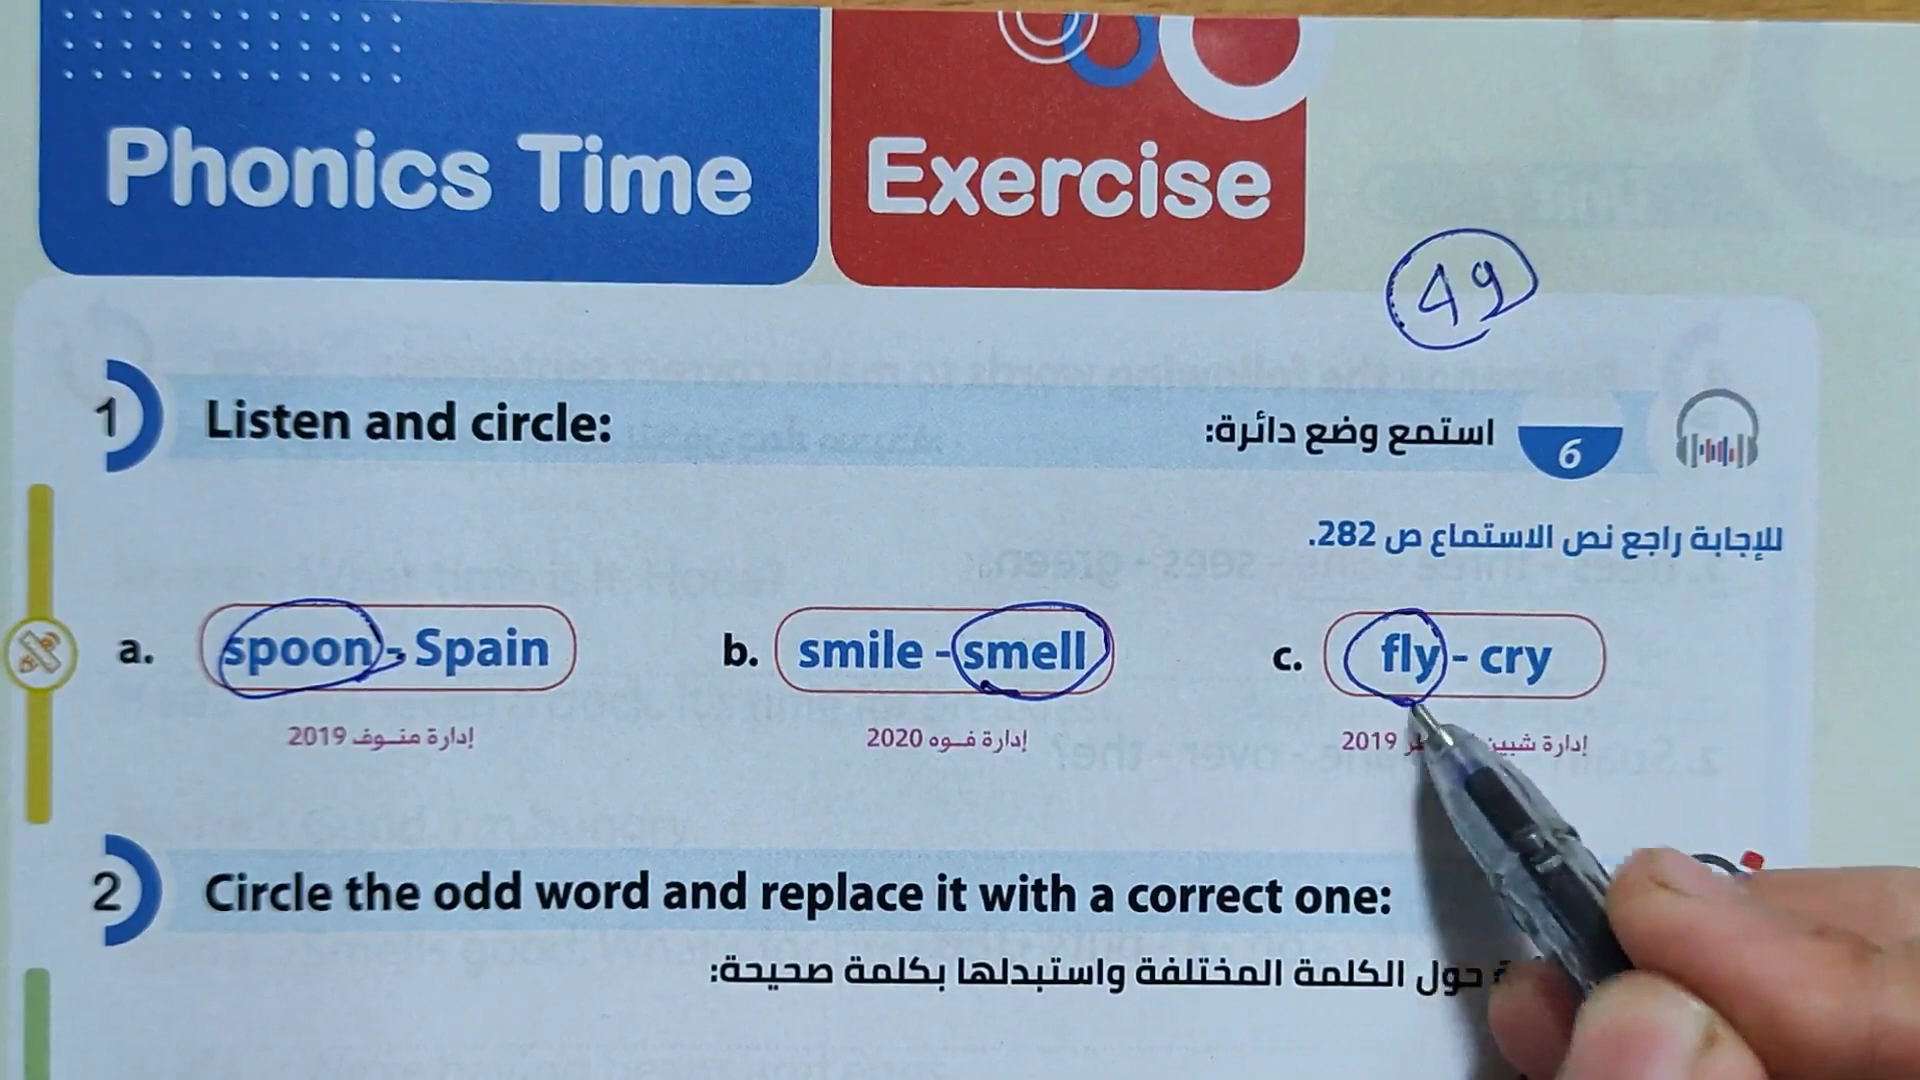 Phonics Time Exercise
49
1 Listen and circle:
استمع وضع دائرة: 6
للإجابة راجع نص الاستماع ص 282.
a. spoon - Spain b. smile - smell c. fly - cry
إدارة منوف 2019
إدارة فوه 2020
إدارة شبين 2019
2 Circle the odd word and replace it with a correct one:
حول الكلمة المختلفة واستبدلها بكلمة صحيحة: